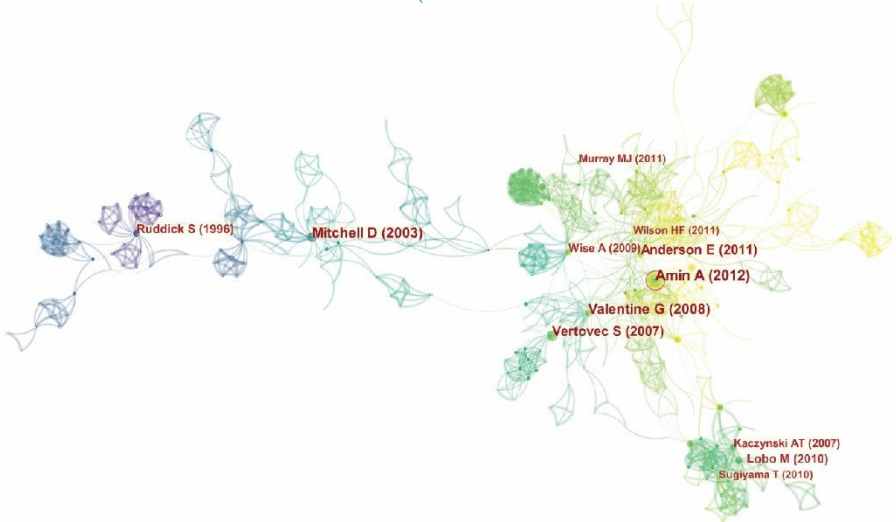 Murray MJ (2011)
Ruddick S (1996)
Mitchell D (2003)
Wilson HF (2011)
Wise A (2009)
Anderson E (2011)
Amin A (2012)
Valentine G (2008)
Vertovec S (2007)
Kaczynski AT (2007)
Lobo M (2010)
Sugiyama T (2010)